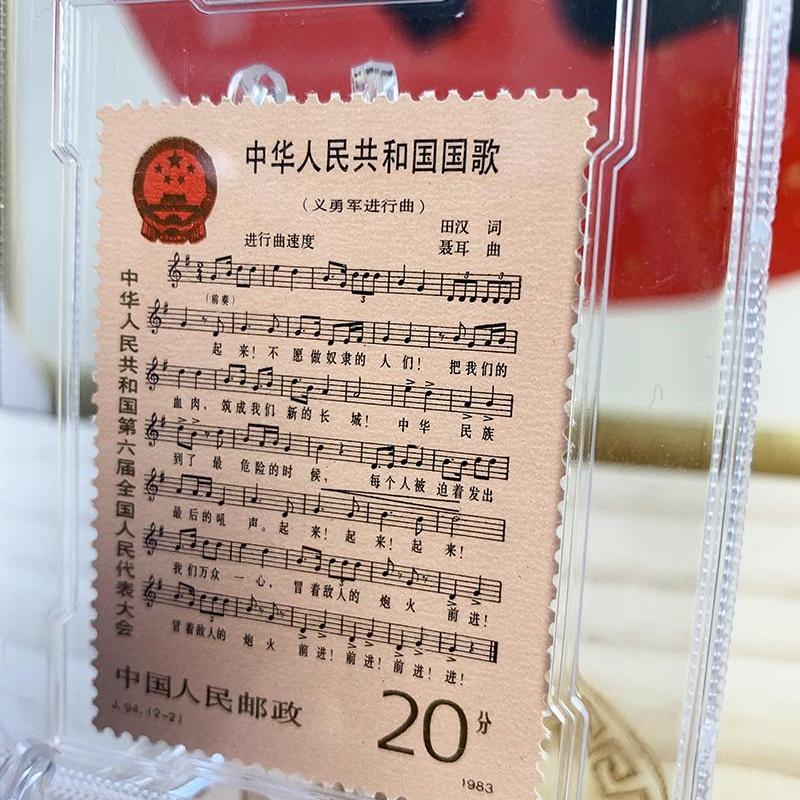 中华人民共和国国歌
（义勇军进行曲）
田汉 词
聂耳 曲
进行曲速度
（前奏）
起 来！不 愿做奴隶的 人 们！ 把我们的
血肉，筑成我们 新的长 城！ 中华 民族
到了 最 危险的时 候， 每个人被 迫着发出
最后的吼 声。起 来！起 来！起 来！
我们万众 一 心， 冒着敌人的 炮 火 前进！
冒着敌人的 炮 火 前进！前进！前进！进！
中华人民共和国第六届全国人民代表大会
中国人民邮政
J.94.(2-2)
20分
1983